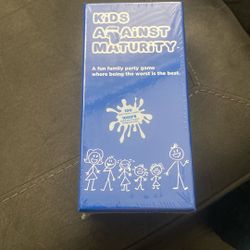 KiDS
AGAiNST
MATURiTY
A fun family party game
where being the worst is the best.